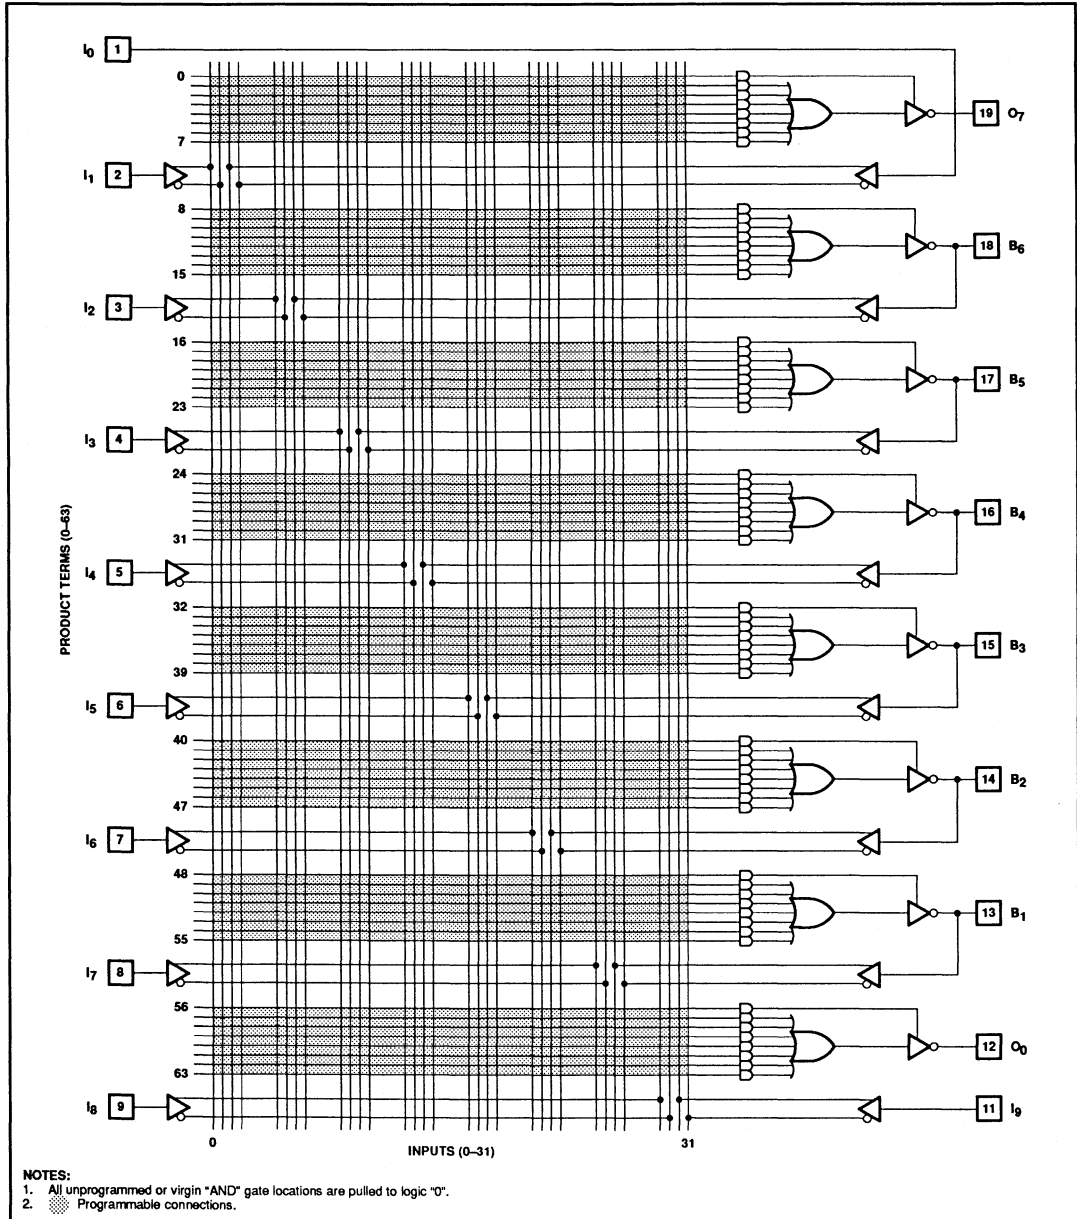 I0 1
0
19 O7
7
I1 2
8
18 B6
15
I2 3
16
17 B5
23
I3 4
24
16 B4
31
I4 5
PRODUCT TERMS (0–63)
32
15 B3
39
I5 6
40
14 B2
47
I6 7
48
13 B1
55
I7 8
56
12 O0
63
I8 9
11 I9
0
31
INPUTS (0–31)
NOTES:
1. All unprogrammed or virgin "AND" gate locations are pulled to logic "0".
2. Programmable connections.